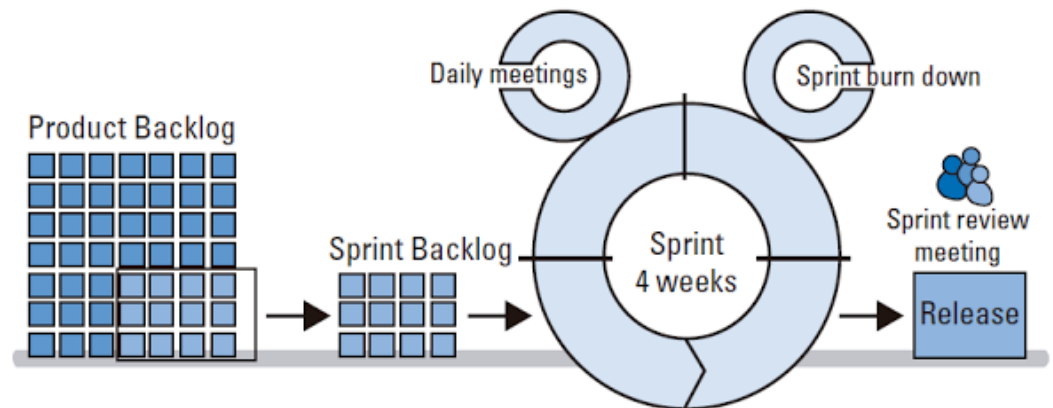 Daily meetings
Sprint burn down
Product Backlog
Sprint Backlog
Sprint
4 weeks
Sprint review
meeting
Release